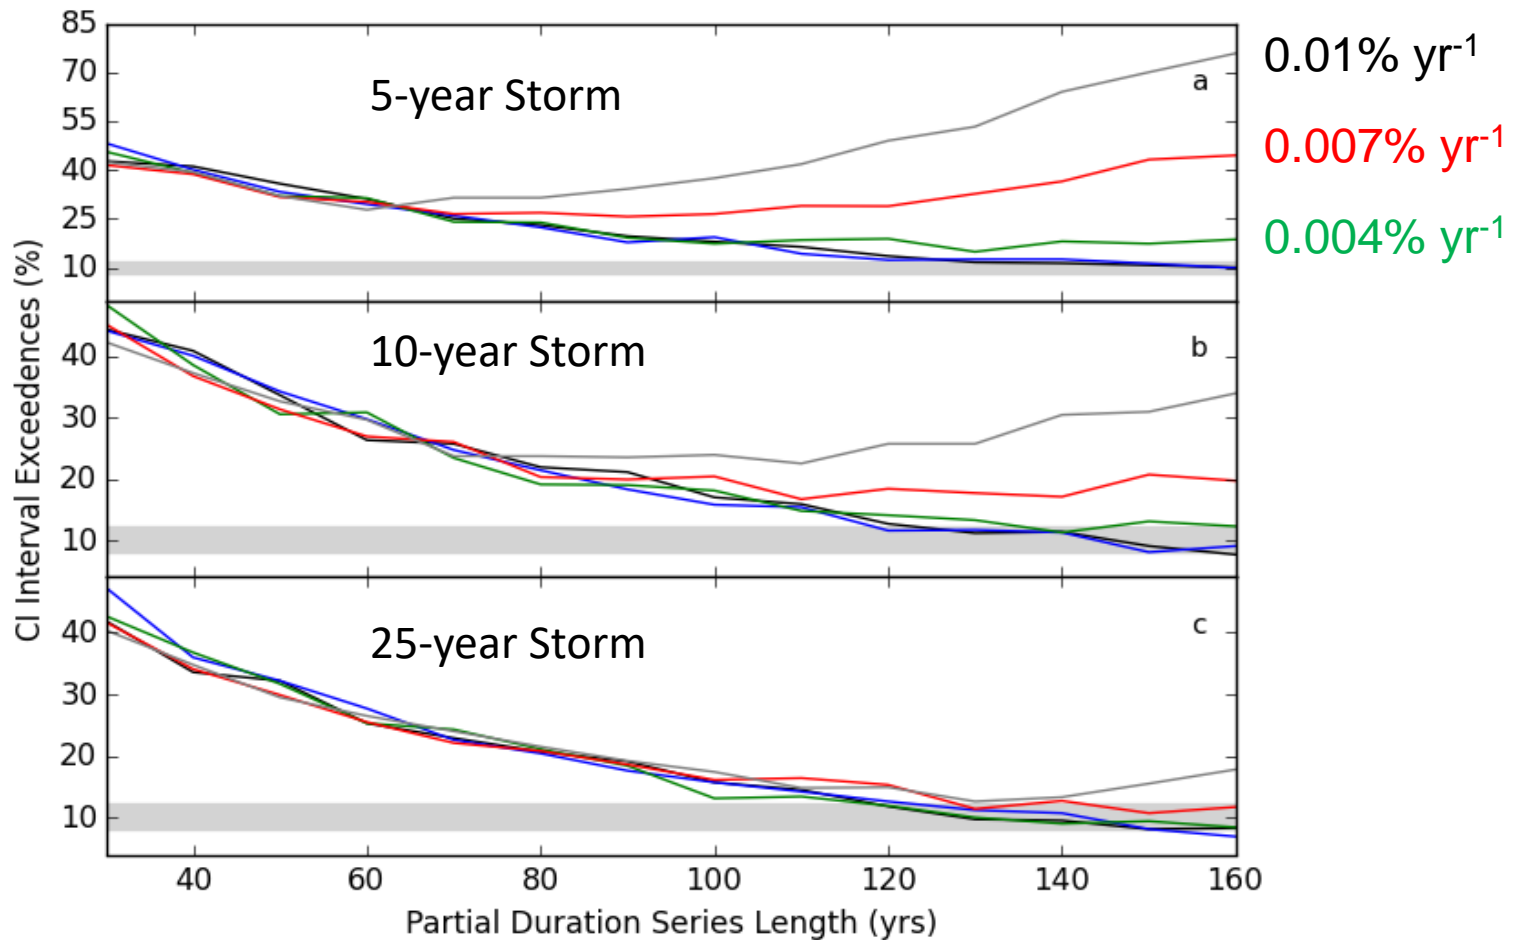 85
70
55
40
25
10
5-year Storm
a
0.01% yr-1
0.007% yr-1
0.004% yr-1
40
30
20
10
10-year Storm
b
CI Interval Exceedences (%)
40
30
20
10
25-year Storm
c
40 60 80 100 120 140 160
Partial Duration Series Length (yrs)